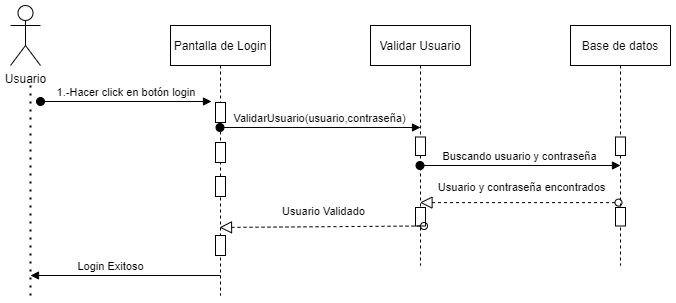 Usuario
Pantalla de Login
Validar Usuario
Base de datos
1.-Hacer click en botón login
ValidarUsuario(usuario,contraseña)
Buscando usuario y contraseña
Usuario y contraseña encontrados
Usuario Validado
Login Exitoso